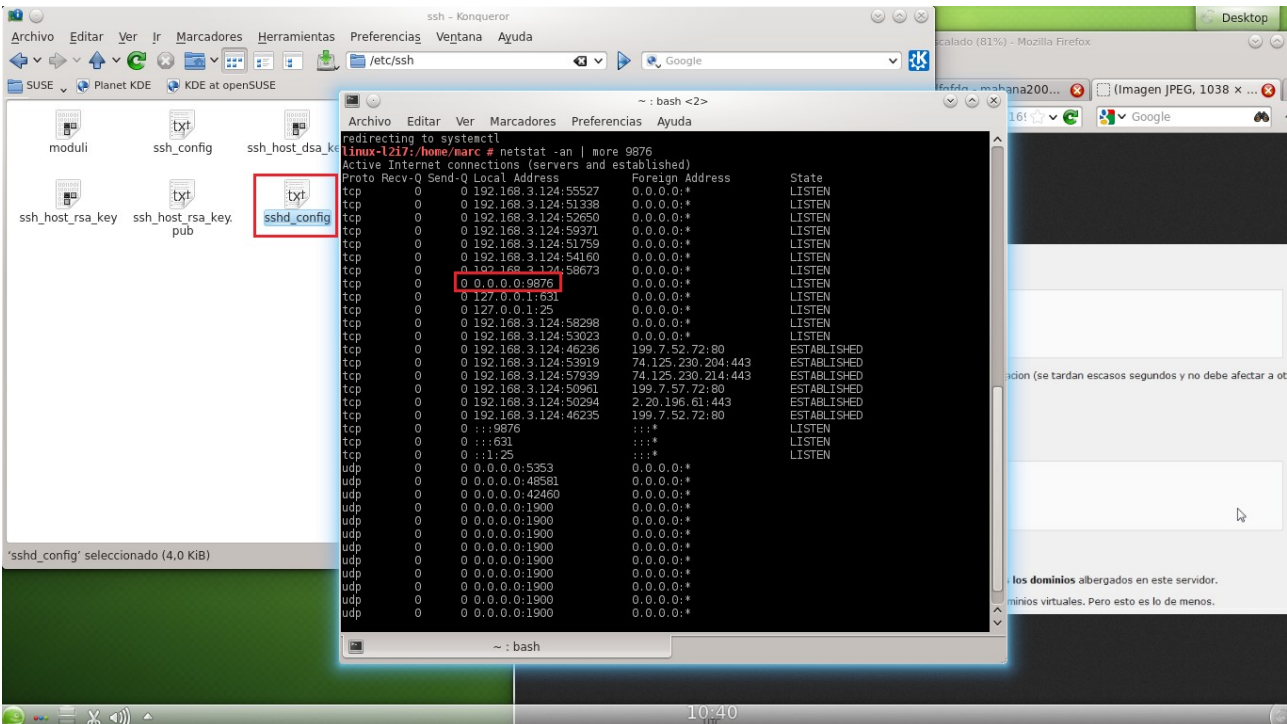 ssh – Konqueror
Archivo Editar Ver Ir Marcadores Herramientas Preferencias Ventana Ayuda
/etc/ssh
Google
SUSE Planet KDE KDE at openSUSE
moduli ssh_config ssh_host_dsa_ke
ssh_host_rsa_key ssh_host_rsa_key. sshd_config
pub
'sshd_config' seleccionado (4,0 KiB)
~ : bash <2>
Archivo Editar Ver Marcadores Preferencias Ayuda
redirecting to systemctl
linux-l2i7:/home/marc # netstat -an | more 9876
Active Internet connections (servers and established)
Proto Recv-Q Send-Q Local Address Foreign Address State
tcp 0 0 192.168.3.124:55527 0.0.0.0:* LISTEN
tcp 0 0 192.168.3.124:51338 0.0.0.0:* LISTEN
tcp 0 0 192.168.3.124:52650 0.0.0.0:* LISTEN
tcp 0 0 192.168.3.124:59371 0.0.0.0:* LISTEN
tcp 0 0 192.168.3.124:51759 0.0.0.0:* LISTEN
tcp 0 0 192.168.3.124:54160 0.0.0.0:* LISTEN
tcp 0 0 192.168.3.124:58673 0.0.0.0:* LISTEN
tcp 0 0 0.0.0.0:9876 0.0.0.0:* LISTEN
tcp 0 0 127.0.0.1:631 0.0.0.0:* LISTEN
tcp 0 0 127.0.0.1:25 0.0.0.0:* LISTEN
tcp 0 0 192.168.3.124:58298 0.0.0.0:* LISTEN
tcp 0 0 192.168.3.124:53023 0.0.0.0:* LISTEN
tcp 0 0 192.168.3.124:46236 199.7.52.72:80 ESTABLISHED
tcp 0 0 192.168.3.124:53919 74.125.230.204:443 ESTABLISHED
tcp 0 0 192.168.3.124:57939 74.125.230.214:443 ESTABLISHED
tcp 0 0 192.168.3.124:50961 199.7.57.72:80 ESTABLISHED
tcp 0 0 192.168.3.124:50294 2.20.196.61:443 ESTABLISHED
tcp 0 0 192.168.3.124:46235 199.7.52.72:80 ESTABLISHED
tcp 0 0 :::9876 :::* LISTEN
tcp 0 0 :::631 :::* LISTEN
tcp 0 0 ::1:25 :::* LISTEN
udp 0 0 0.0.0.0:5353 0.0.0.0:*
udp 0 0 0.0.0.0:48581 0.0.0.0:*
udp 0 0 0.0.0.0:42460 0.0.0.0:*
udp 0 0 0.0.0.0:1900 0.0.0.0:*
udp 0 0 0.0.0.0:1900 0.0.0.0:*
udp 0 0 0.0.0.0:1900 0.0.0.0:*
udp 0 0 0.0.0.0:1900 0.0.0.0:*
udp 0 0 0.0.0.0:1900 0.0.0.0:*
udp 0 0 0.0.0.0:1900 0.0.0.0:*
udp 0 0 0.0.0.0:1900 0.0.0.0:*
udp 0 0 0.0.0.0:1900 0.0.0.0:*
udp 0 0 0.0.0.0:1900 0.0.0.0:*
~ : bash
Desktop
scalado (81%) – Mozilla Firefox
mahana200... (Imagen JPEG, 1038 × ...
Google
acion (se tardan escasos segundos y no debe afectar a ot
los dominios albergados en este servidor.
minios virtuales. Pero esto es lo de menos.
10:40
UTC